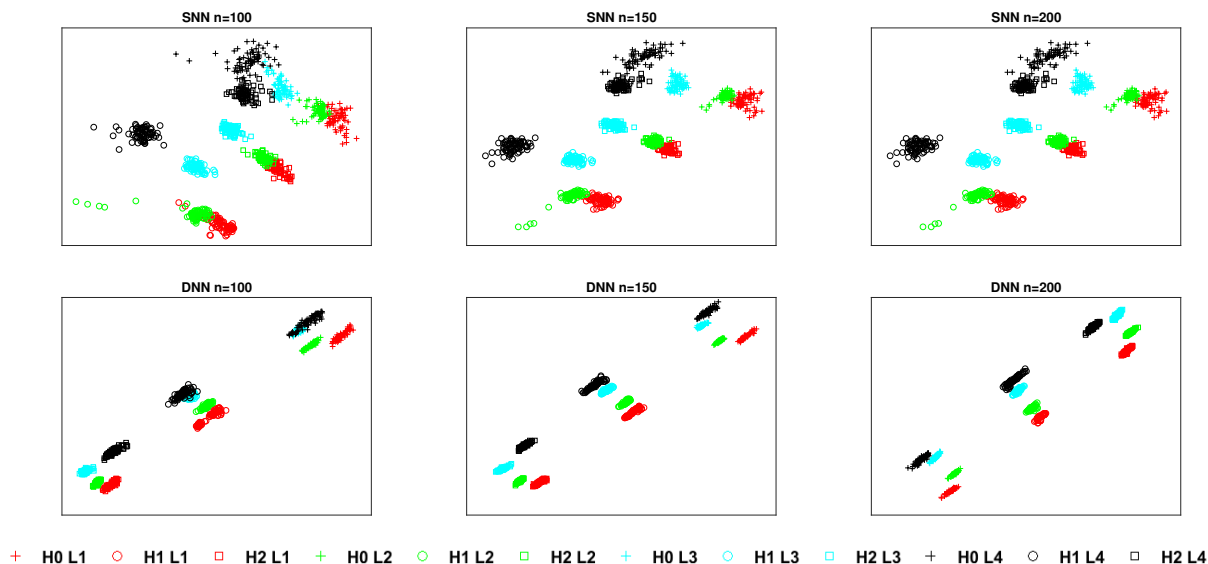 SNN n=100
SNN n=150
SNN n=200
DNN n=100
DNN n=150
DNN n=200
H0 L1 H1 L1 H2 L1 H0 L2 H1 L2 H2 L2 H0 L3 H1 L3 H2 L3 H0 L4 H1 L4 H2 L4